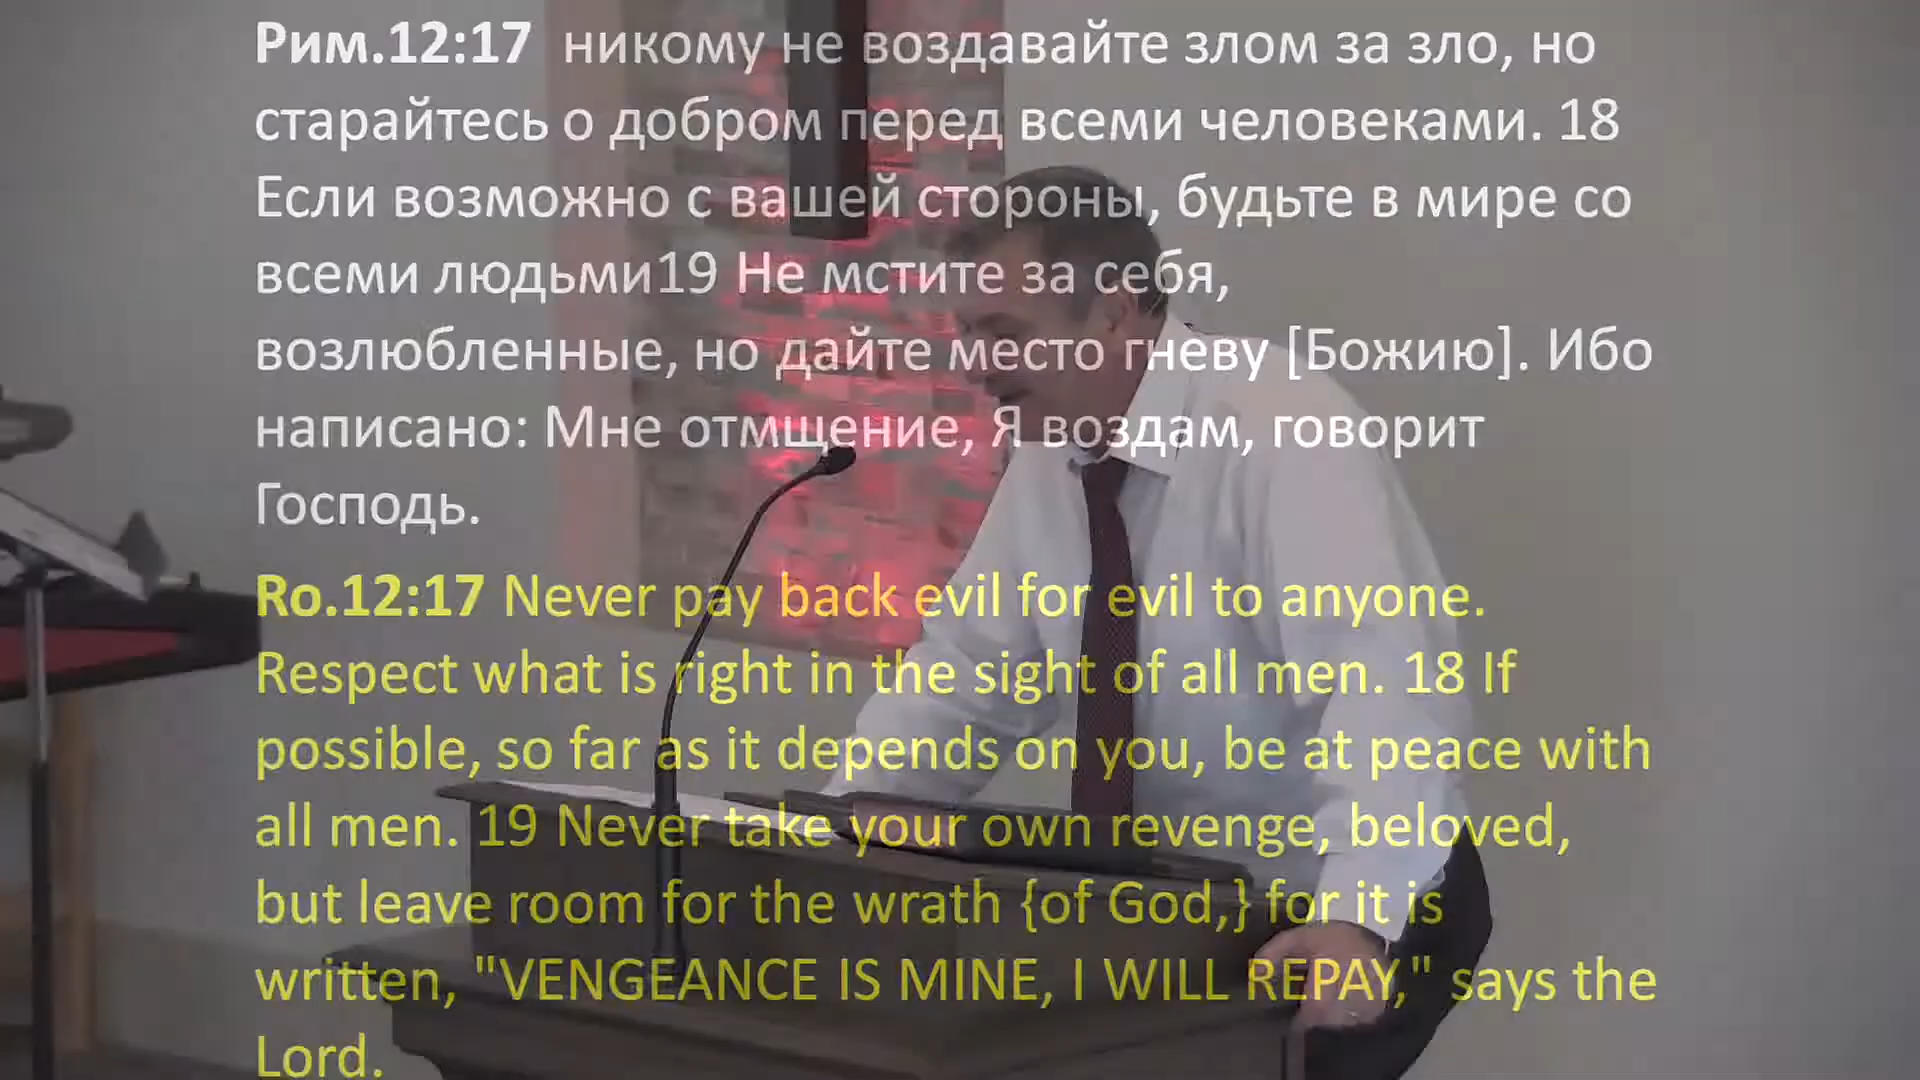 Рим.12:17 никому не воздавайте злом за зло, но
старайтесь о добром перед всеми человеками. 18
Если возможно с вашей стороны, будьте в мире со
всеми людьми19 Не мстите за себя,
возлюбленные, но дайте место гневу [Божию]. Ибо
написано: Мне отмщение, Я воздам, говорит
Господь.
Ro.12:17 Never pay back evil for evil to anyone.
Respect what is right in the sight of all men. 18 If
possible, so far as it depends on you, be at peace with
all men. 19 Never take your own revenge, beloved,
but leave room for the wrath {of God,} for it is
written, "VENGEANCE IS MINE, I WILL REPAY," says the
Lord.